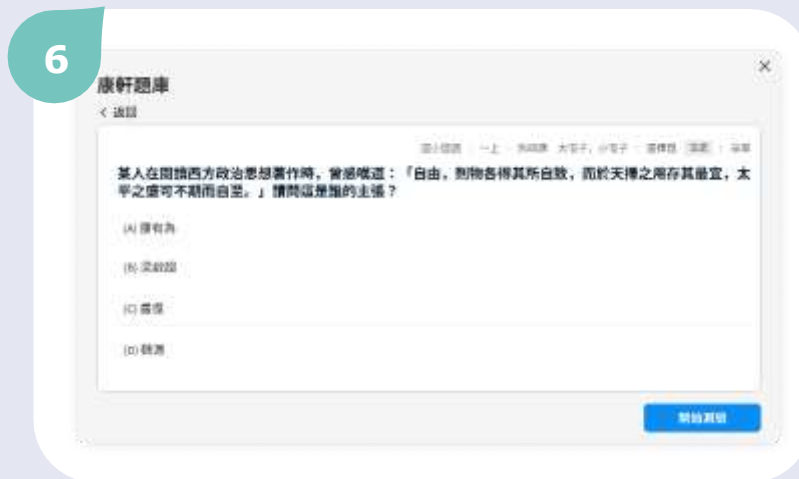 6
康軒題庫
< 返回
某人在閱讀西方政治思想著作時，曾感嘆道：「自由，則物各得其所自致，而於天擇之用存其最宜，太
平之盛可不期而自至。」請問這是誰的主張？
(A) 康有為
(B) 梁啟超
(C) 嚴復
(D) 魏源
開始測驗